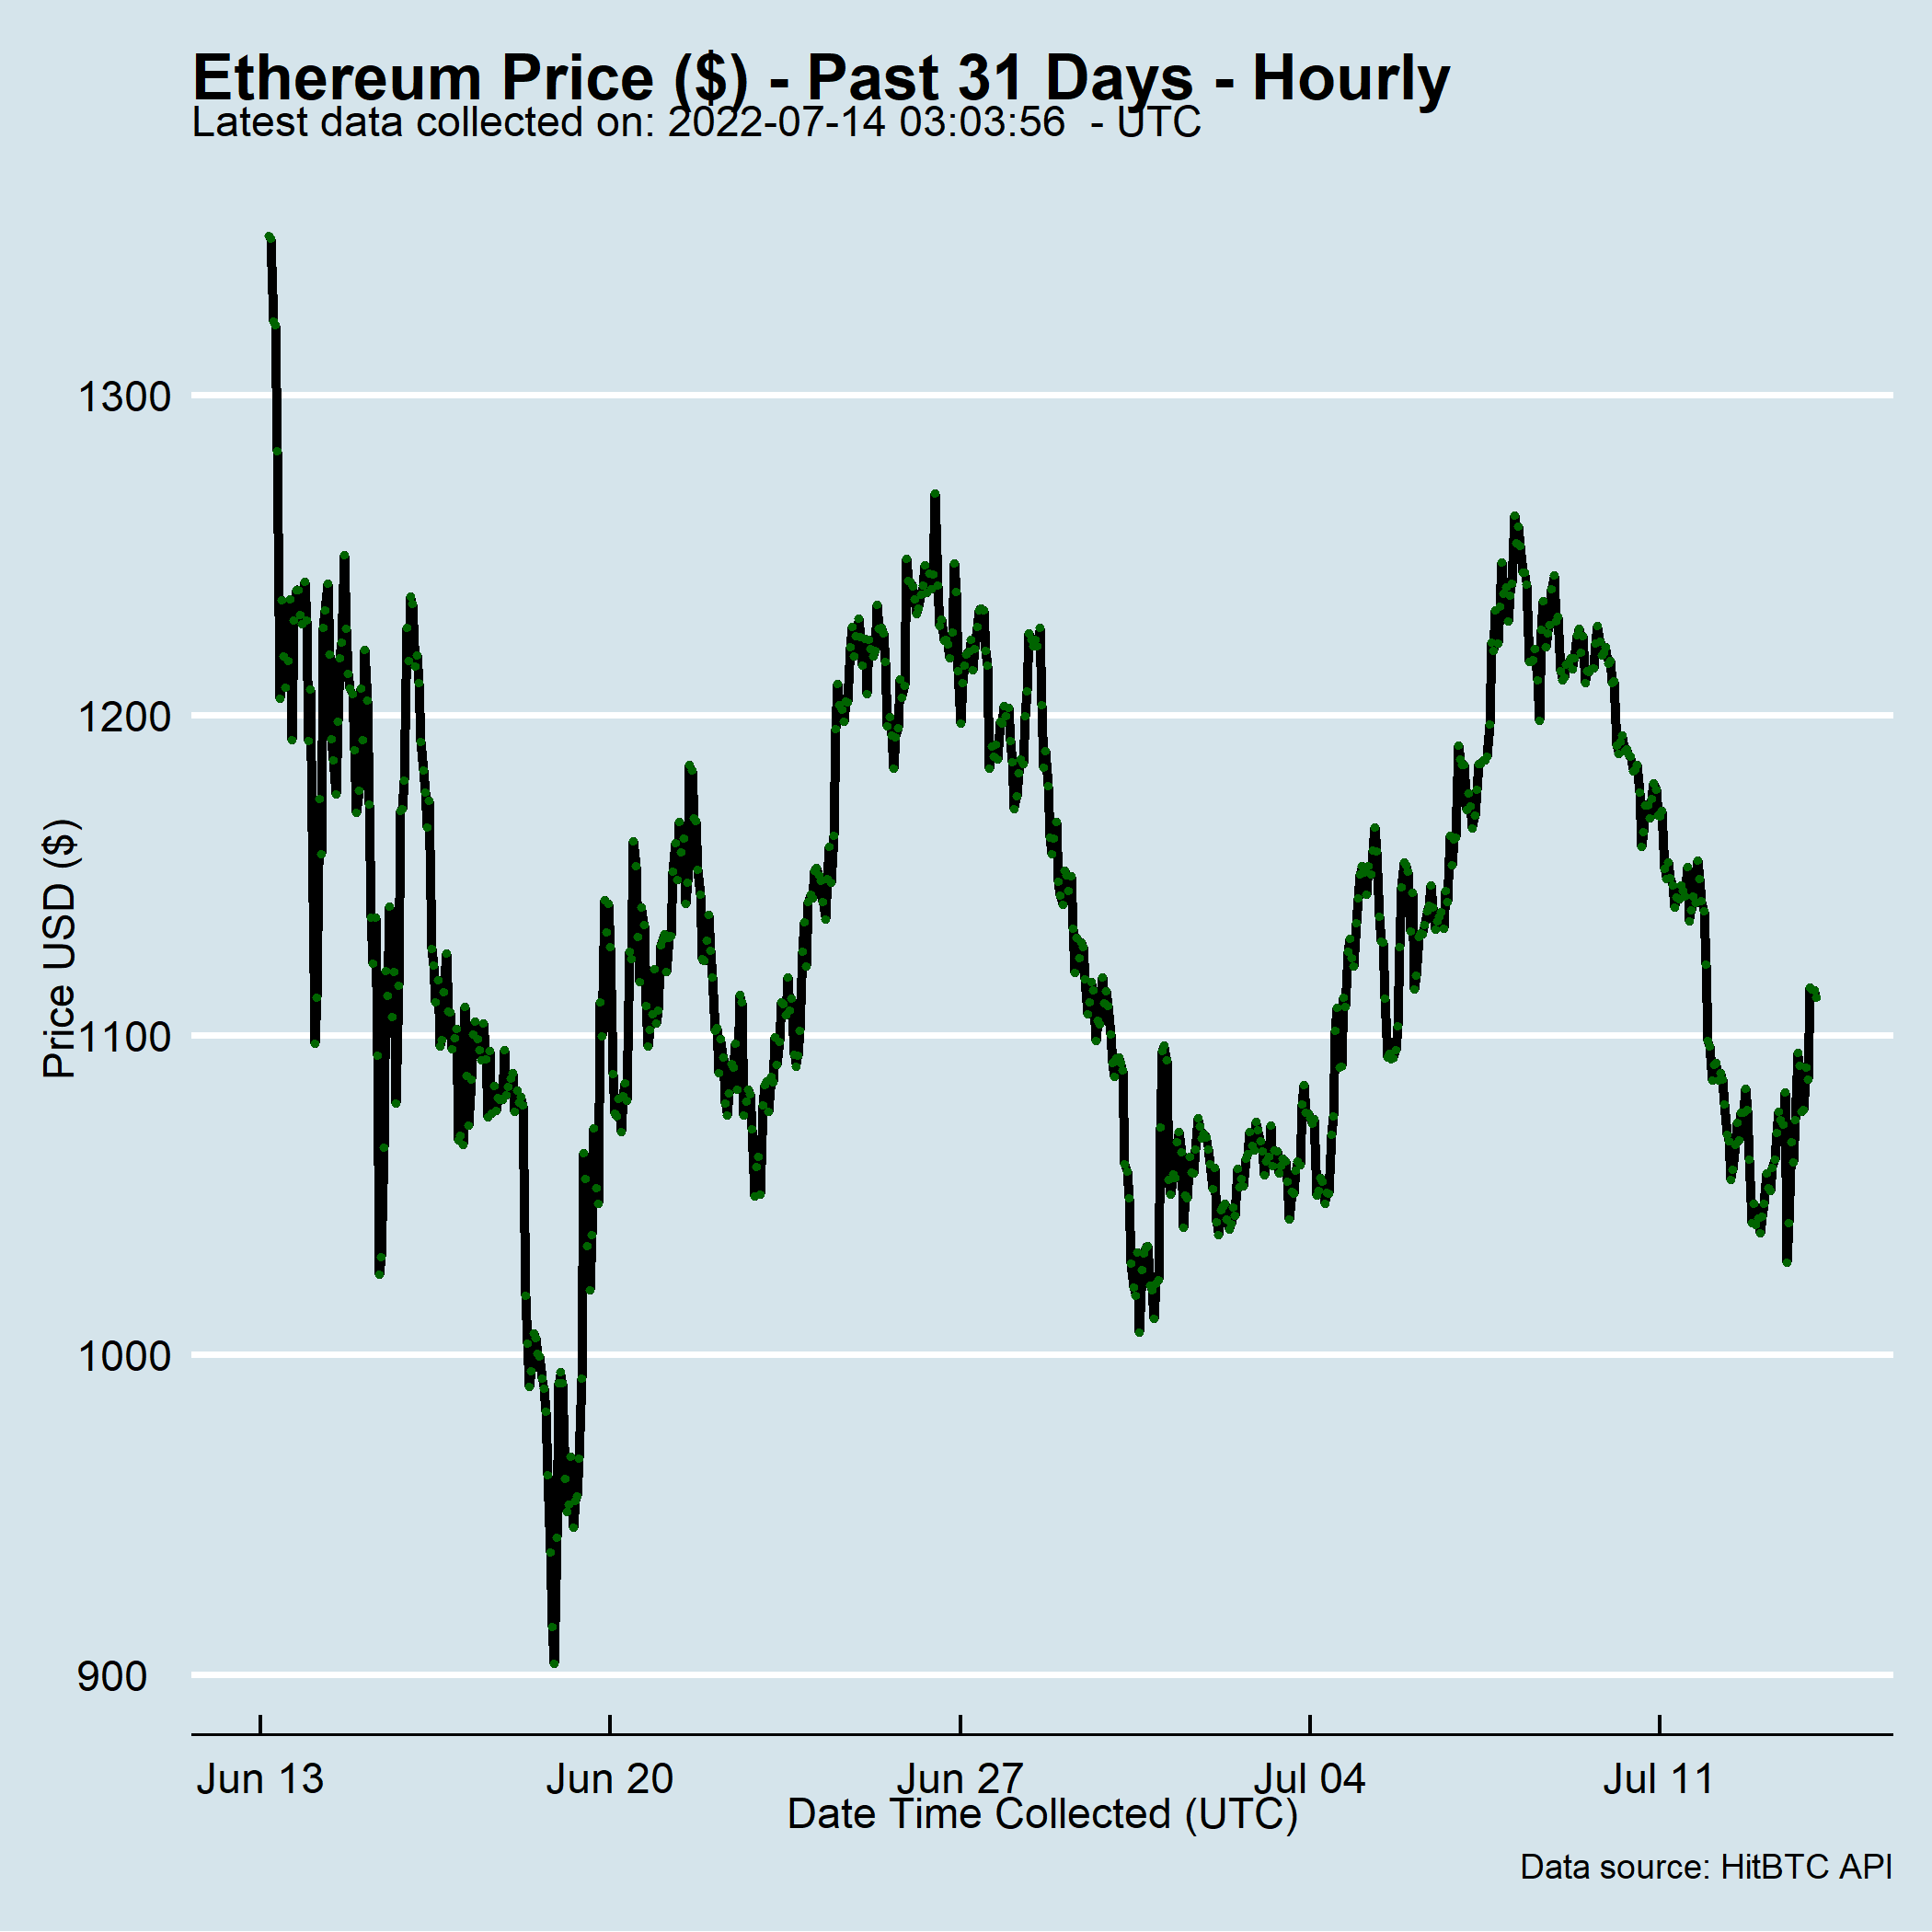 Ethereum Price ($) - Past 31 Days - Hourly
Latest data collected on: 2022-07-14 03:03:56  - UTC
Price USD ($)
1300
1200
1100
1000
900
Jun 13
Jun 20
Jun 27
Jul 04
Jul 11
Date Time Collected (UTC)
Data source: HitBTC API